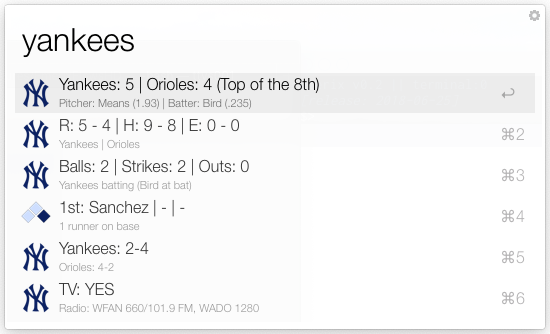 yankees
Yankees: 5 | Orioles: 4 (Top of the 8th)
Pitcher: Means (1.93) | Batter: Bird (.235)
↩
R: 5 - 4 | H: 9 - 8 | E: 0 - 0
Yankees | Orioles
⌘2
Balls: 2 | Strikes: 2 | Outs: 0
Yankees batting (Bird at bat)
⌘3
1st: Sanchez | - | -
1 runner on base
⌘4
Yankees: 2-4
Orioles: 4-2
⌘5
TV: YES
Radio: WFAN 660/101.9 FM, WADO 1280
⌘6